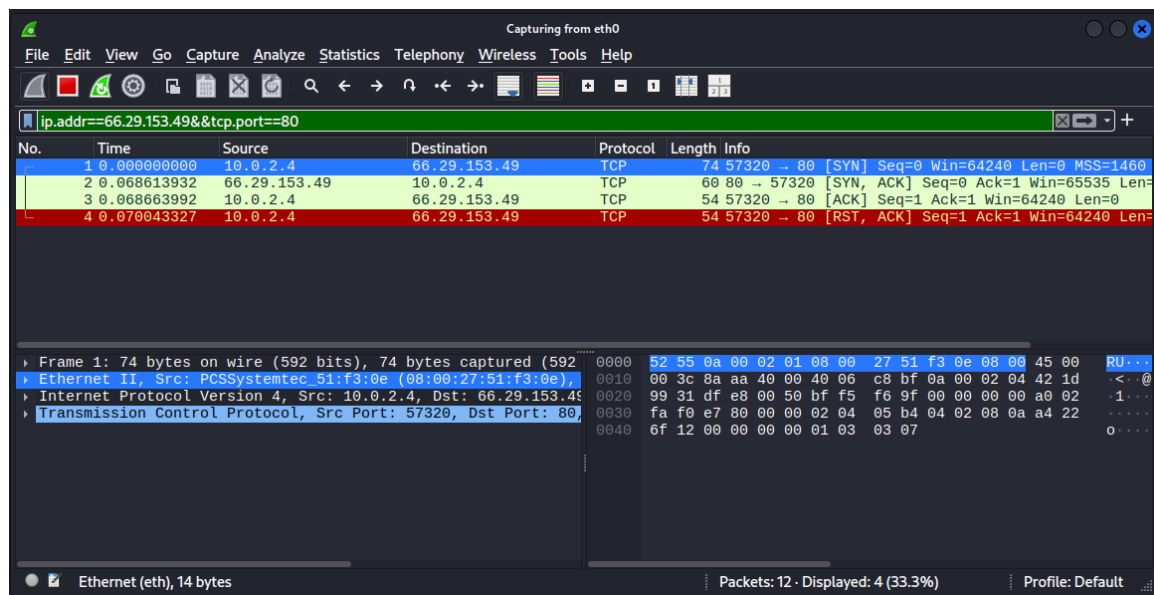 Capturing from eth0
File Edit View Go Capture Analyze Statistics Telephony Wireless Tools Help
ip.addr==66.29.153.49&&tcp.port==80
No. Time Source Destination Protocol Length Info
1 0.000000000 10.0.2.4 66.29.153.49 TCP 74 57320 → 80 [SYN] Seq=0 Win=64240 Len=0 MSS=1460
2 0.068613932 66.29.153.49 10.0.2.4 TCP 60 80 → 57320 [SYN, ACK] Seq=0 Ack=1 Win=65535 Len=
3 0.068663992 10.0.2.4 66.29.153.49 TCP 54 57320 → 80 [ACK] Seq=1 Ack=1 Win=64240 Len=0
4 0.070043327 10.0.2.4 66.29.153.49 TCP 54 57320 → 80 [RST, ACK] Seq=1 Ack=1 Win=64240 Len=
Frame 1: 74 bytes on wire (592 bits), 74 bytes captured (592
Ethernet II, Src: PCSSystemtec_51:f3:0e (08:00:27:51:f3:0e),
Internet Protocol Version 4, Src: 10.0.2.4, Dst: 66.29.153.49
Transmission Control Protocol, Src Port: 57320, Dst Port: 80,
0000 52 55 0a 00 02 01 08 00 27 51 f3 0e 08 00 45 00 RU···
0010 00 3c 8a aa 40 00 40 06 c8 bf 0a 00 02 04 42 1d ·<··@
0020 99 31 df e8 00 50 bf f5 f6 9f 00 00 00 00 a0 02 ·1···
0030 fa f0 e7 80 00 00 02 04 05 b4 04 02 08 0a a4 22 ·····
0040 6f 12 00 00 00 00 01 03 03 07 o····
Ethernet (eth), 14 bytes
Packets: 12 · Displayed: 4 (33.3%)
Profile: Default